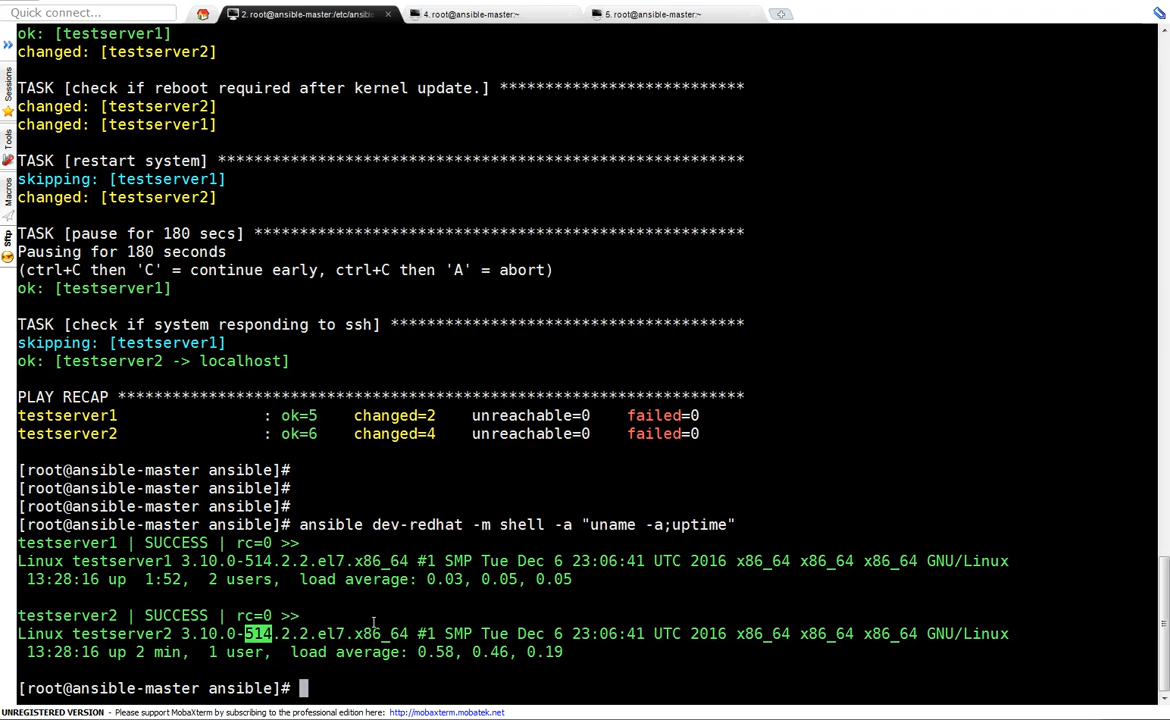 Quick connect...
2. root@ansible-master:/etc/ansible
4. root@ansible-master:~
5. root@ansible-master:~
Sessions
Tools
Macros
Sftp
ok: [testserver1]
changed: [testserver2]
TASK [check if reboot required after kernel update.] ***************************
changed: [testserver2]
changed: [testserver1]
TASK [restart system] **********************************************************
skipping: [testserver1]
changed: [testserver2]
TASK [pause for 180 secs] ******************************************************
Pausing for 180 seconds
(ctrl+C then 'C' = continue early, ctrl+C then 'A' = abort)
ok: [testserver1]
TASK [check if system responding to ssh] ***************************************
skipping: [testserver1]
ok: [testserver2 -> localhost]
PLAY RECAP *********************************************************************
testserver1 : ok=5 changed=2 unreachable=0 failed=0
testserver2 : ok=6 changed=4 unreachable=0 failed=0
[root@ansible-master ansible]#
[root@ansible-master ansible]#
[root@ansible-master ansible]#
[root@ansible-master ansible]# ansible dev-redhat -m shell -a "uname -a;uptime"
testserver1 | SUCCESS | rc=0 >>
Linux testserver1 3.10.0-514.2.2.el7.x86_64 #1 SMP Tue Dec 6 23:06:41 UTC 2016 x86_64 x86_64 x86_64 GNU/Linux
13:28:16 up 1:52, 2 users, load average: 0.03, 0.05, 0.05
testserver2 | SUCCESS | rc=0 >>
Linux testserver2 3.10.0-514.2.2.el7.x86_64 #1 SMP Tue Dec 6 23:06:41 UTC 2016 x86_64 x86_64 x86_64 GNU/Linux
13:28:16 up 2 min, 1 user, load average: 0.58, 0.46, 0.19
[root@ansible-master ansible]#
UNREGISTERED VERSION - Please support MobaXterm by subscribing to the professional edition here: http://mobaxterm.mobatek.net